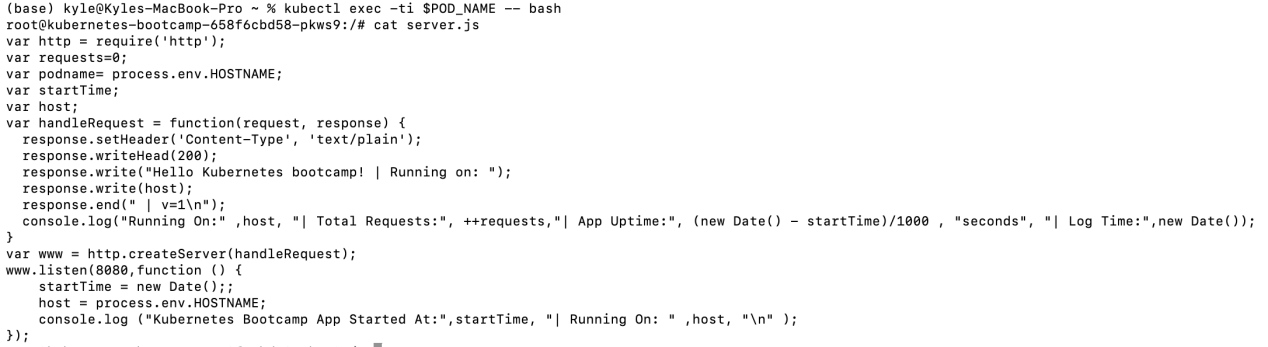 (base) kyle@Kyles-MacBook-Pro ~ % kubectl exec -ti $POD_NAME -- bash
root@kubernetes-bootcamp-658f6cbd58-pkws9:/# cat server.js
var http = require('http');
var requests=0;
var podname= process.env.HOSTNAME;
var startTime;
var host;
var handleRequest = function(request, response) {
  response.setHeader('Content-Type', 'text/plain');
  response.writeHead(200);
  response.write("Hello Kubernetes bootcamp! | Running on: ");
  response.write(host);
  response.end(" | v=1\n");
  console.log("Running On:" ,host, "| Total Requests:", ++requests,"| App Uptime:", (new Date() - startTime)/1000 , "seconds", "| Log Time:",new Date());
}
var www = http.createServer(handleRequest);
www.listen(8080,function () {
    startTime = new Date();;
    host = process.env.HOSTNAME;
    console.log ("Kubernetes Bootcamp App Started At:",startTime, "| Running On: " ,host, "\n" );
});